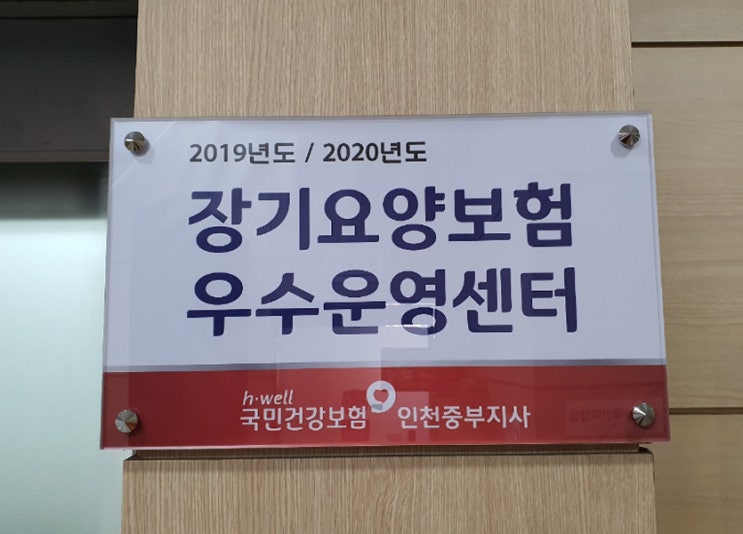 2019년도 / 2020년도
장기요양보험
우수운영센터
h·well
국민건강보험 인천중부지사